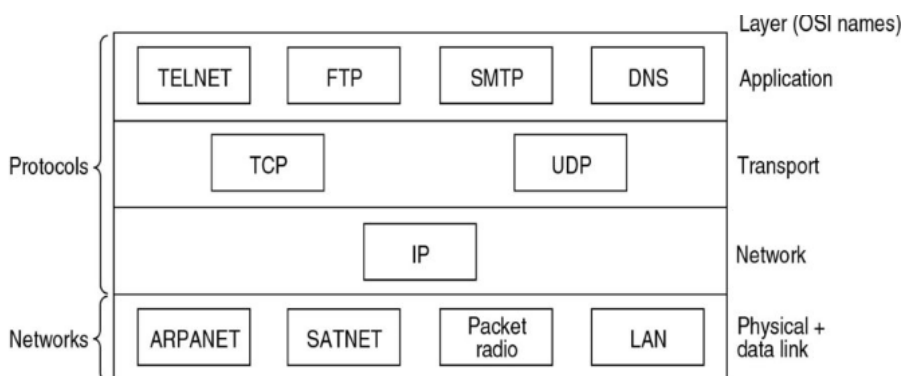 Layer (OSI names)
TELNET FTP SMTP DNS Application
Protocols TCP UDP Transport
IP Network
Networks ARPANET SATNET Packet radio LAN Physical + data link